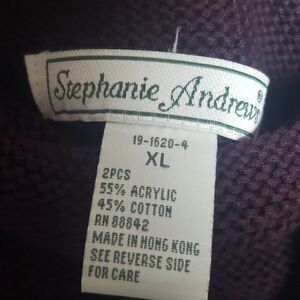 Stephanie Andrews®
19-1620-4
XL
2PCS
55% ACRYLIC
45% COTTON
RN 88842
MADE IN HONG KONG
SEE REVERSE SIDE
FOR CARE